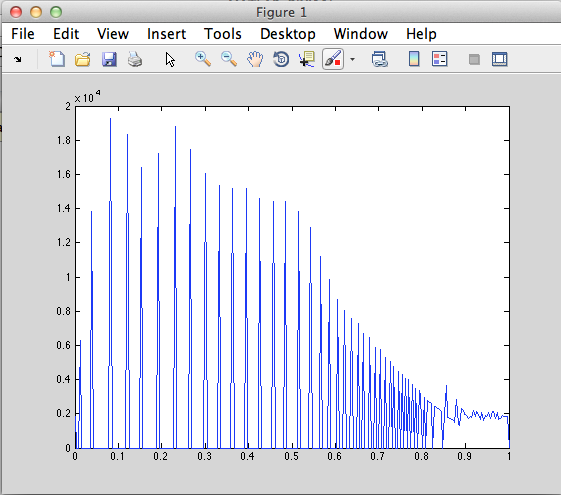 Figure 1
File Edit View Insert Tools Desktop Window Help
x 10^4
2
1.8
1.6
1.4
1.2
1
0.8
0.6
0.4
0.2
0
0 0.1 0.2 0.3 0.4 0.5 0.6 0.7 0.8 0.9 1